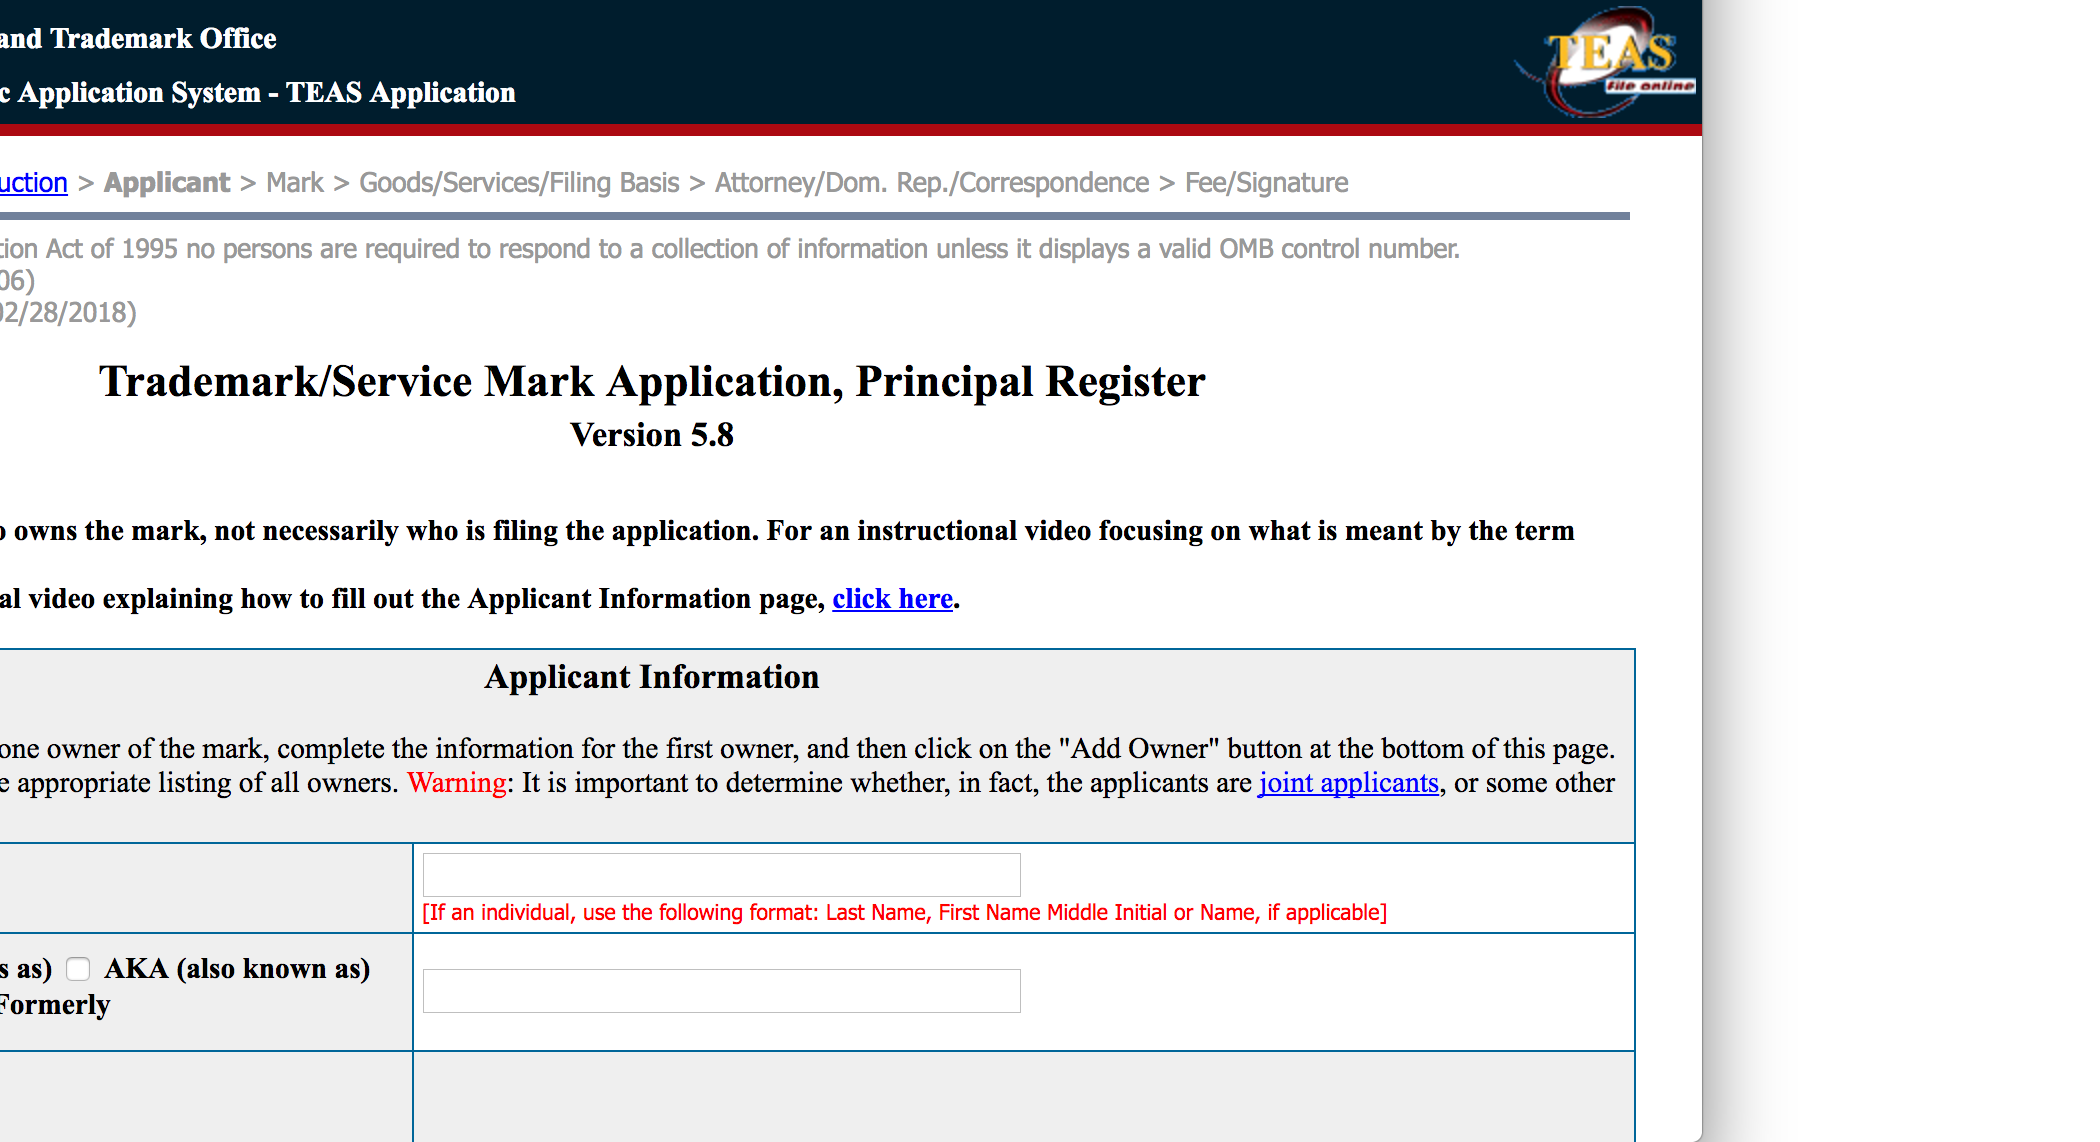 and Trademark Office
c Application System - TEAS Application
TEAS
file online
uction > Applicant > Mark > Goods/Services/Filing Basis > Attorney/Dom. Rep./Correspondence > Fee/Signature
tion Act of 1995 no persons are required to respond to a collection of information unless it displays a valid OMB control number.
06)
02/28/2018)
Trademark/Service Mark Application, Principal Register
Version 5.8
o owns the mark, not necessarily who is filing the application. For an instructional video focusing on what is meant by the term
al video explaining how to fill out the Applicant Information page, click here.
Applicant Information
one owner of the mark, complete the information for the first owner, and then click on the "Add Owner" button at the bottom of this page.
e appropriate listing of all owners. Warning: It is important to determine whether, in fact, the applicants are joint applicants, or some other
[If an individual, use the following format: Last Name, First Name Middle Initial or Name, if applicable]
s as) AKA (also known as)
Formerly